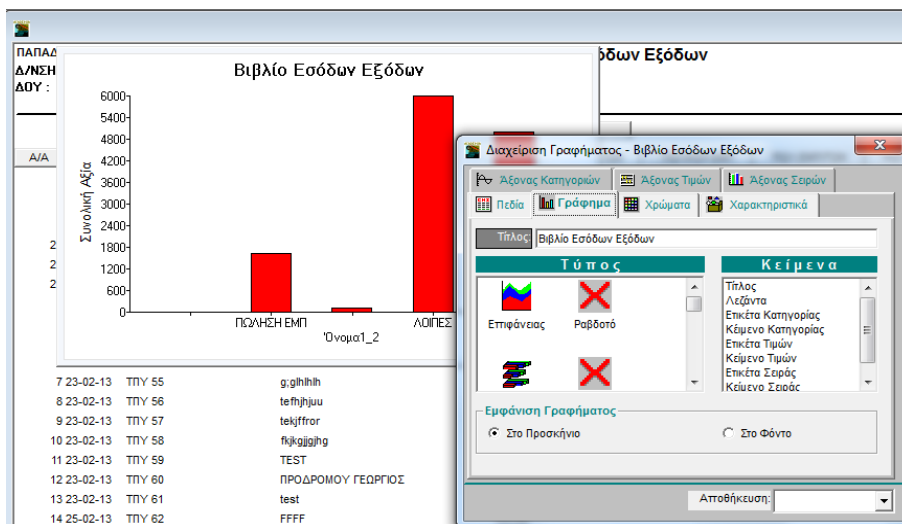 ΠΑΠΑΔ
Δ/ΝΣΗ
ΔΟΥ :
όδων Εξόδων
Α/Α
Βιβλίο Εσόδων Εξόδων
Συνολική Αξία
6000
5400
4800
4200
3600
3000
2400
1800
1200
600
0
ΠΩΛΗΣΗ ΕΜΠ
ΛΟΙΠΕΣ
Όνομα1_2
2
2
2
7 23-02-13 ΤΠΥ 55 g;glhlhlh
8 23-02-13 ΤΠΥ 56 tefhjhjuu
9 23-02-13 ΤΠΥ 57 tekjffror
10 23-02-13 ΤΠΥ 58 fkjkgjjgjhg
11 23-02-13 ΤΠΥ 59 TEST
12 23-02-13 ΤΠΥ 60 ΠΡΟΔΡΟΜΟΥ ΓΕΩΡΓΙΟΣ
13 23-02-13 ΤΠΥ 61 test
14 25-02-13 ΤΠΥ 62 FFFF
Διαχείριση Γραφήματος - Βιβλίο Εσόδων Εξόδων
Άξονας Κατηγοριών Άξονας Τιμών Άξονας Σειρών
Πεδία Γράφημα Χρώματα Χαρακτηριστικά
Τίτλος: Βιβλίο Εσόδων Εξόδων
Τύπος
Επιφάνειας Ραβδοτό
Κείμενα
Τίτλος
Λεζάντα
Επικέτα Κατηγορίας
Κέιμενο Κατηγορίας
Επικέτα Τιμών
Κείμενο Τιμών
Επικέτα Σειράς
Κείμενο Σειράς
Εμφάνιση Γραφήματος
Στο Προσκήνιο Στο Φόντο
Αποθήκευση: